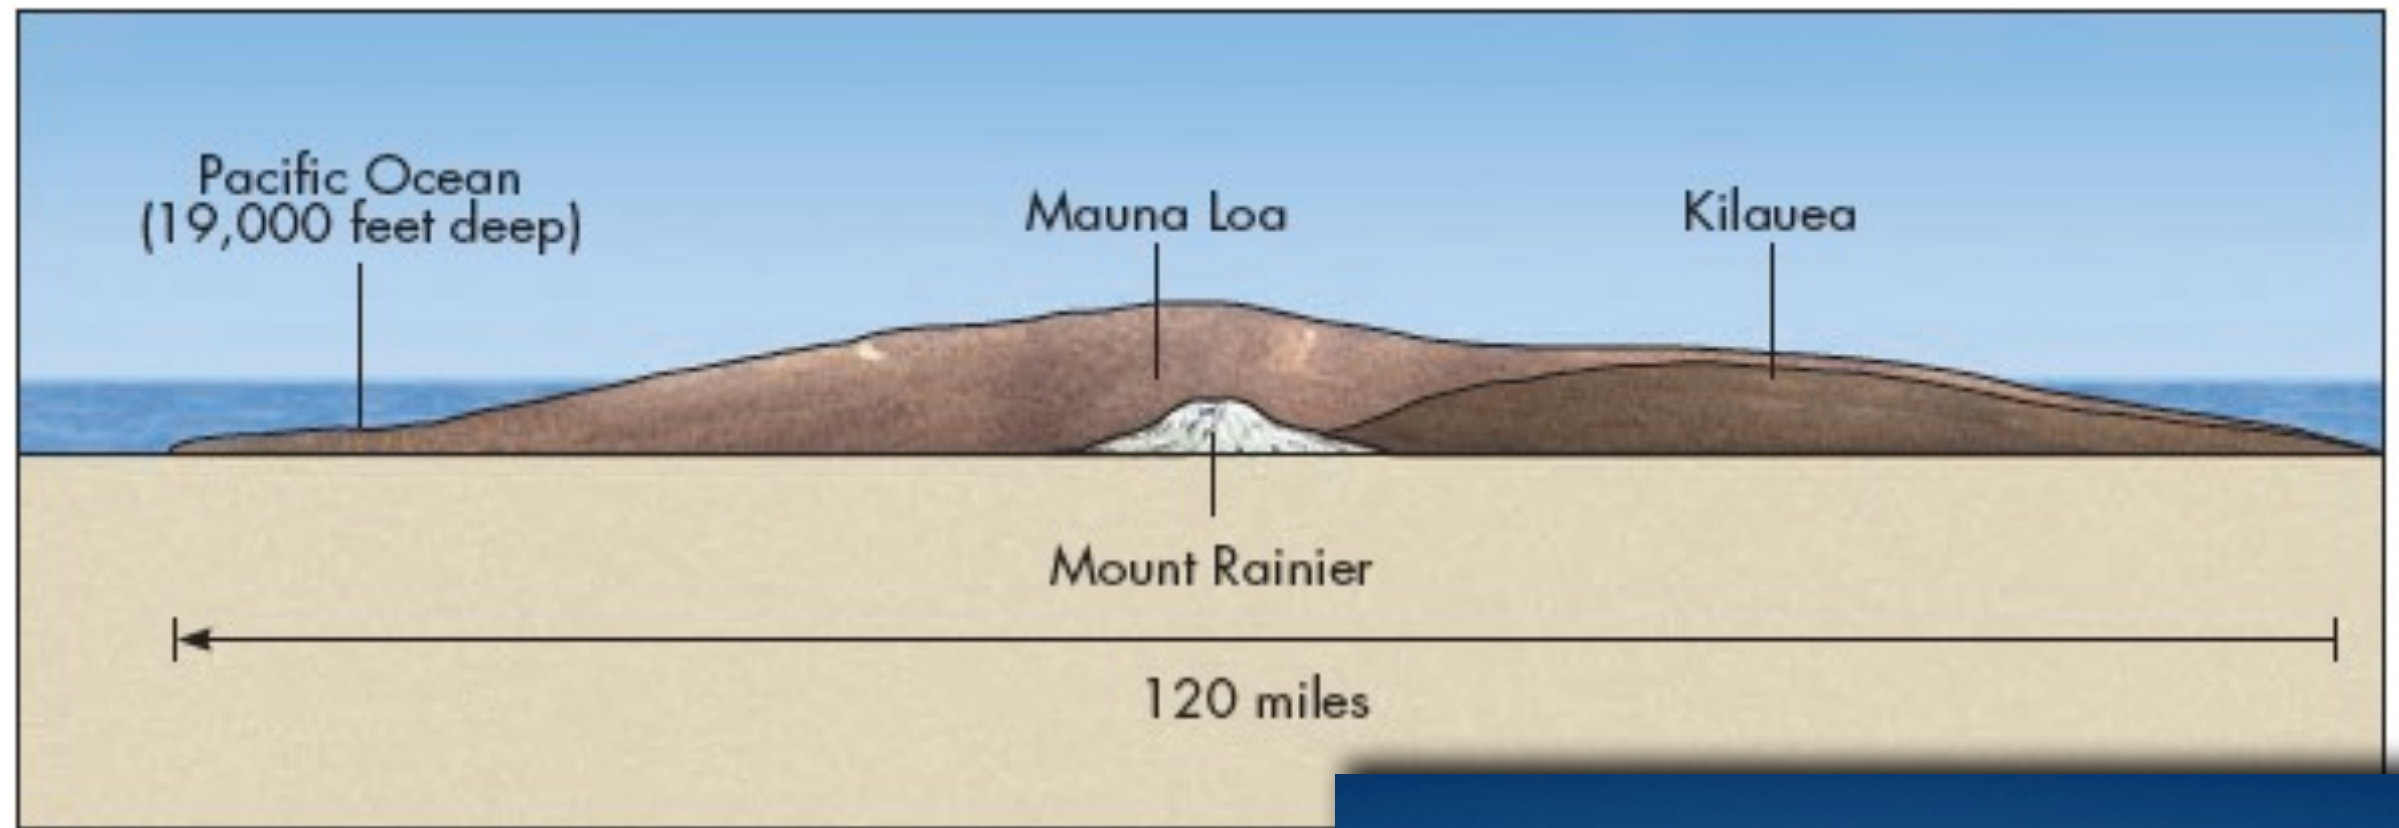 Pacific Ocean
(19,000 feet deep)
Mauna Loa
Kilauea
Mount Rainier
120 miles